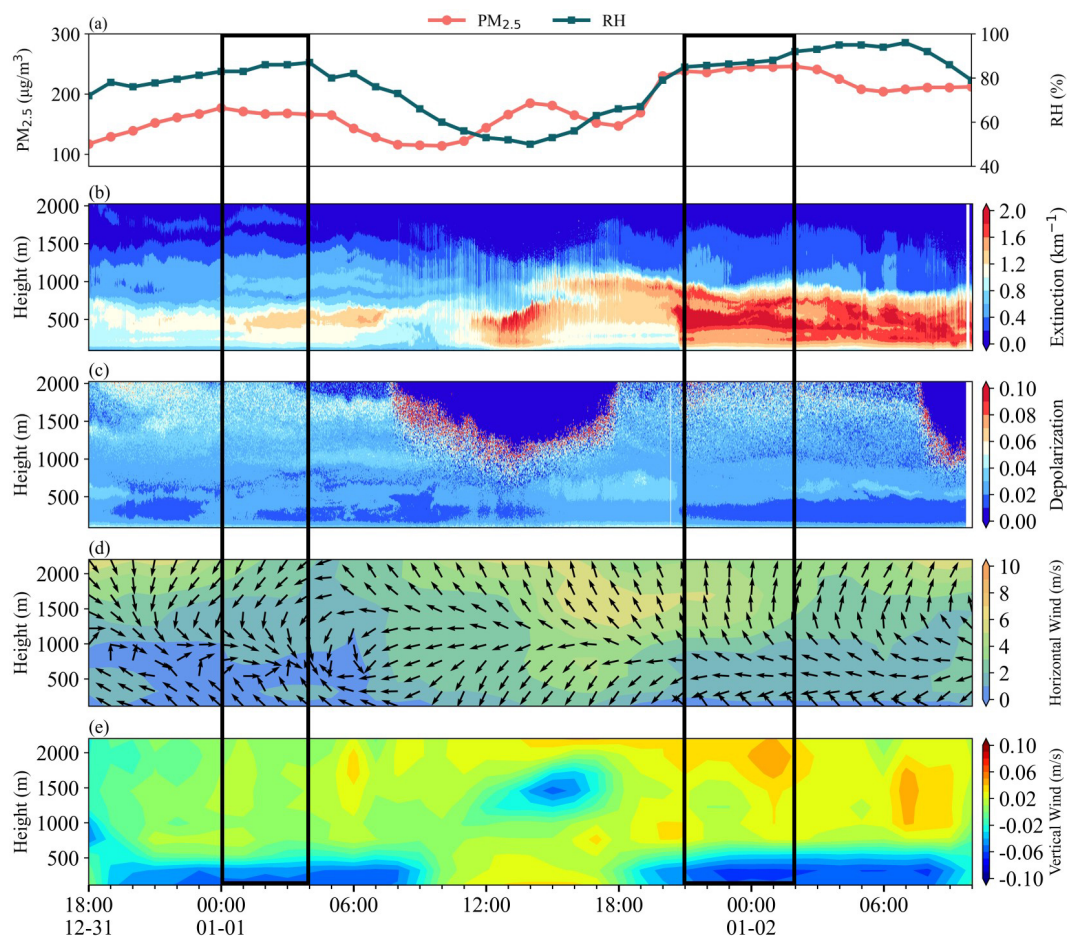 PM2.5 RH
(a)
300
200
100
PM2.5 (μg/m³)
100
80
60
40
RH (%)
(b)
2000
1500
1000
500
Height (m)
2.0
1.6
1.2
0.8
0.4
0.0
Extinction (km⁻¹)
(c)
2000
1500
1000
500
Height (m)
0.10
0.08
0.06
0.04
0.02
0.00
Depolarization
(d)
2000
1500
1000
500
Height (m)
10
8
6
4
2
0
Horizontal Wind (m/s)
(e)
2000
1500
1000
500
Height (m)
0.10
0.06
0.02
-0.02
-0.06
-0.10
Vertical Wind (m/s)
18:00 00:00 06:00 12:00 18:00 00:00 06:00
12-31 01-01 01-02